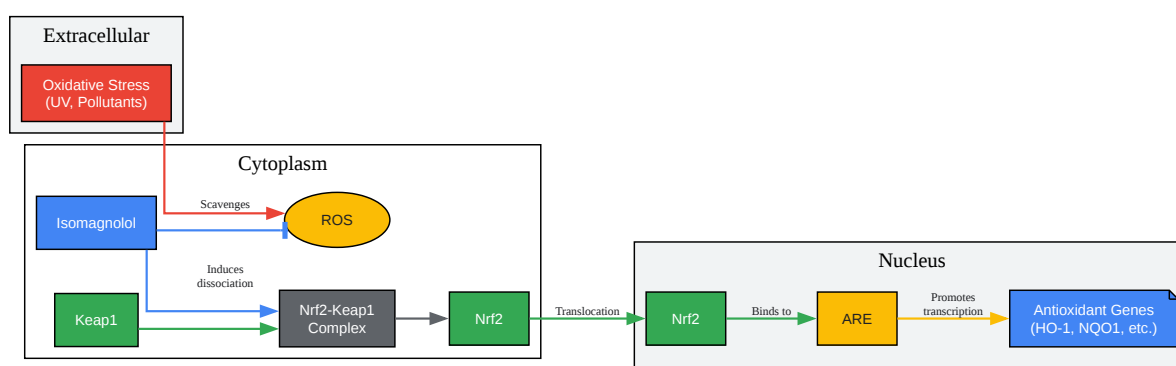 Extracellular
Oxidative Stress
(UV, Pollutants)
Cytoplasm
Scavenges
Isomagnolol
ROS
Induces
dissociation
Keap1
Nrf2-Keap1
Complex
Nrf2
Translocation
Nucleus
Nrf2
Binds to
ARE
Promotes
transcription
Antioxidant Genes
(HO-1, NQO1, etc.)